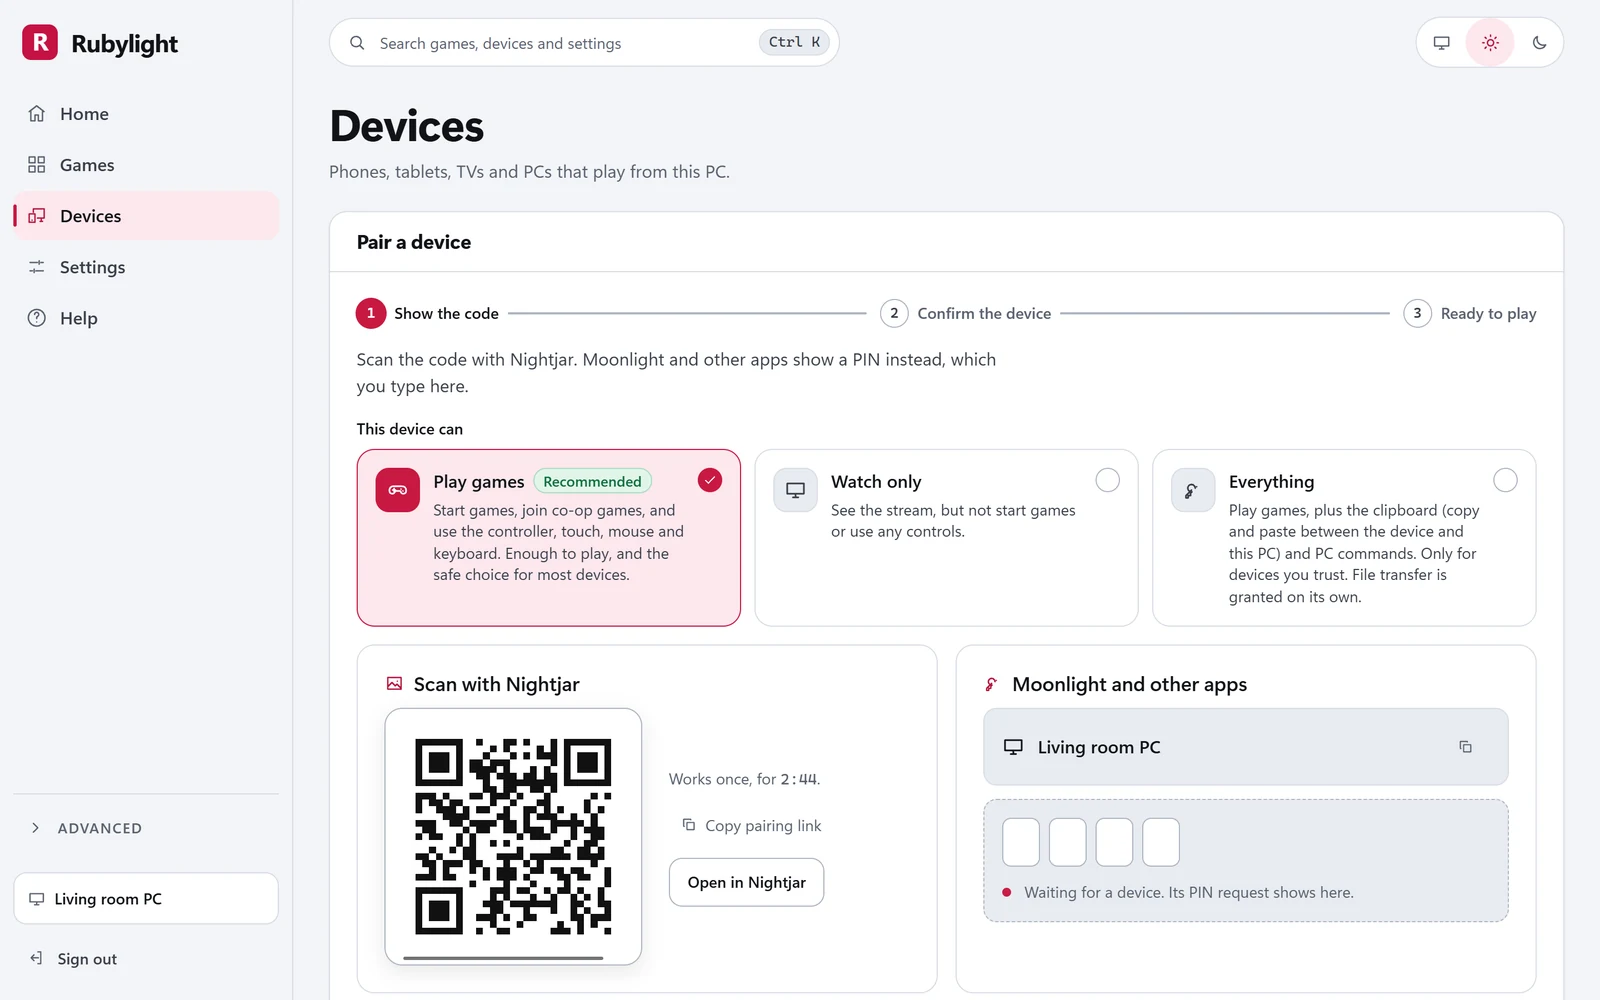 R
Rubylight
Home
Games
Devices
Settings
Help
ADVANCED
Living room PC
Sign out
Search games, devices and settings
Ctrl K
Devices
Phones, tablets, TVs and PCs that play from this PC.
Pair a device
1 Show the code
2 Confirm the device
3 Ready to play
Scan the code with Nightjar. Moonlight and other apps show a PIN instead, which
you type here.
This device can
Play games Recommended
Start games, join co-op games, and
use the controller, touch, mouse and
keyboard. Enough to play, and the
safe choice for most devices.
Watch only
See the stream, but not start games
or use any controls.
Everything
Play games, plus the clipboard (copy
and paste between the device and
this PC) and PC commands. Only for
devices you trust. File transfer is
granted on its own.
Scan with Nightjar
Works once, for 2:44.
Copy pairing link
Open in Nightjar
Moonlight and other apps
Living room PC
Waiting for a device. Its PIN request shows here.